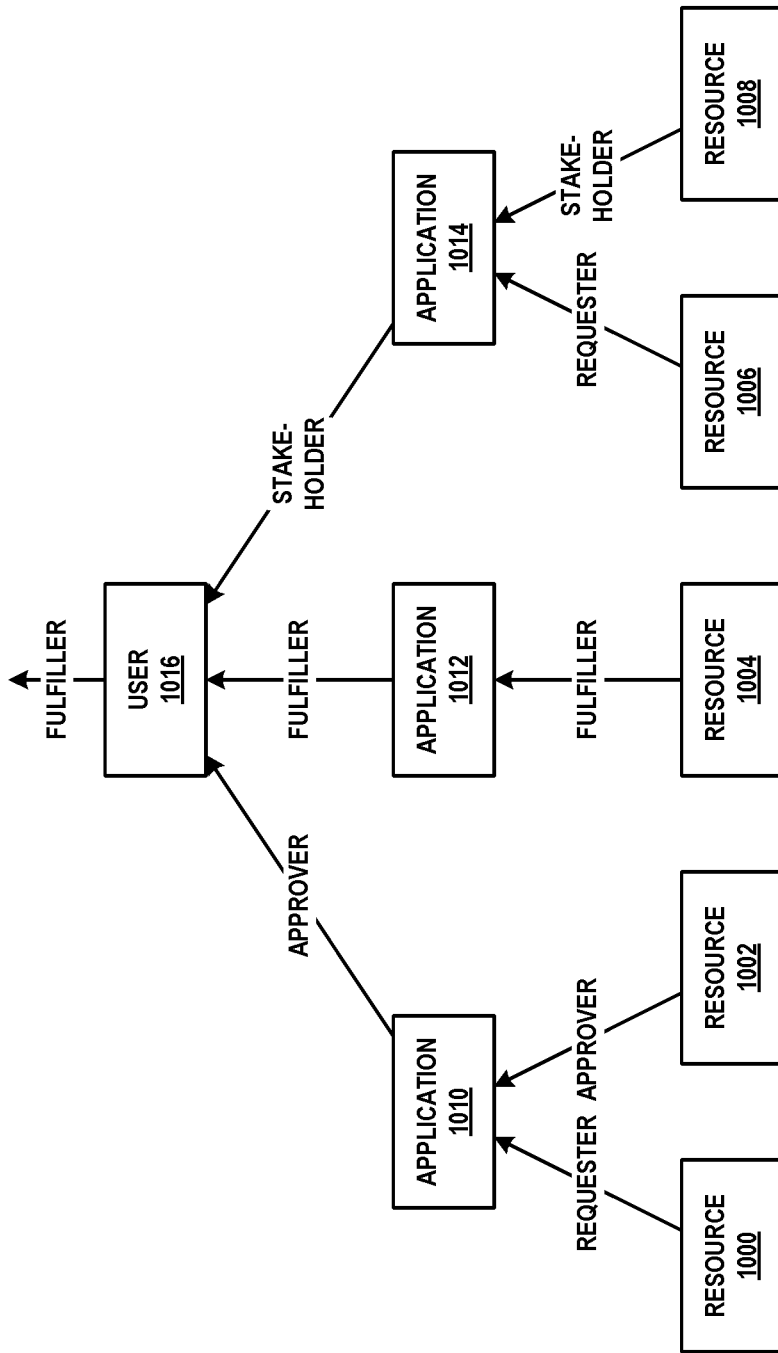 FULFILLER
USER
1016
APPROVER
FULFILLER
STAKE-
HOLDER
APPLICATION
1010
APPLICATION
1012
APPLICATION
1014
REQUESTER
APPROVER
FULFILLER
REQUESTER
STAKE-
HOLDER
RESOURCE
1000
RESOURCE
1002
RESOURCE
1004
RESOURCE
1006
RESOURCE
1008